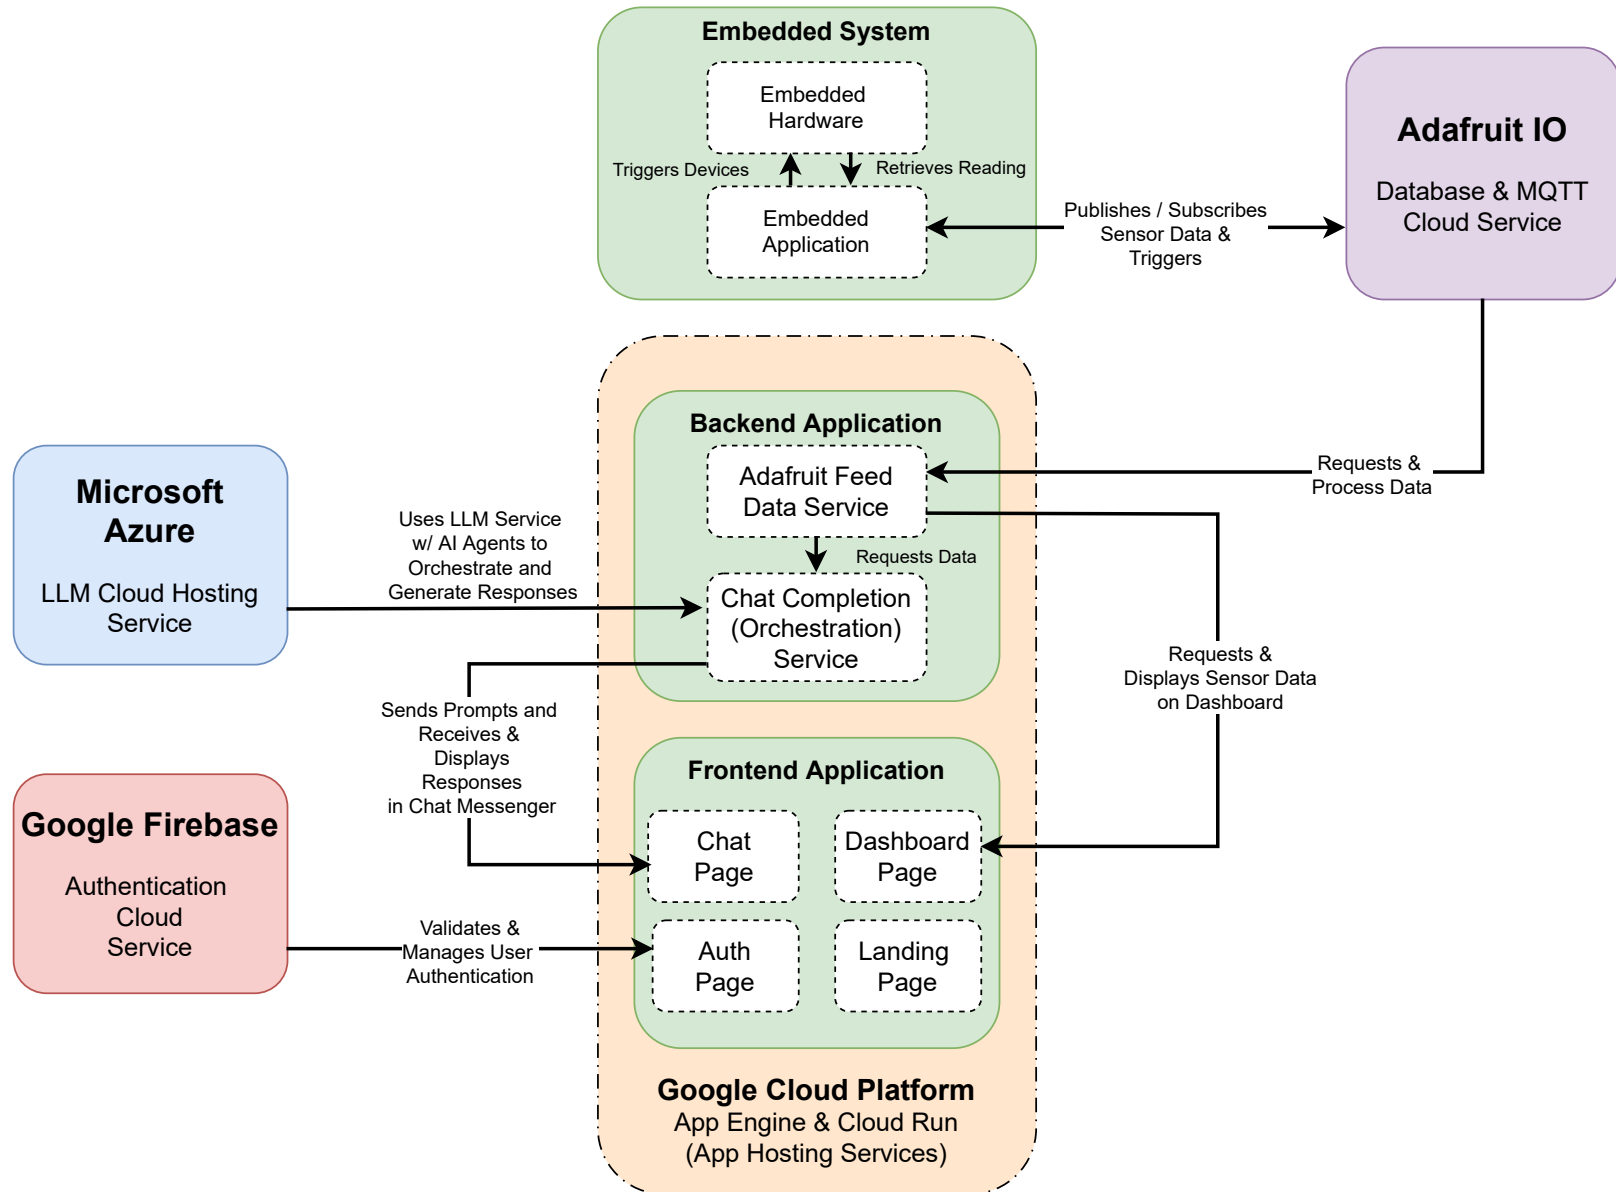 Embedded System
Embedded
Hardware
Triggers Devices
Retrieves Reading
Embedded
Application
Publishes / Subscribes
Sensor Data &
Triggers
Adafruit IO
Database & MQTT
Cloud Service
Backend Application
Adafruit Feed
Data Service
Requests &
Process Data
Requests Data
Chat Completion
(Orchestration)
Service
Microsoft
Azure
LLM Cloud Hosting
Service
Uses LLM Service
w/ AI Agents to
Orchestrate and
Generate Responses
Requests &
Displays Sensor Data
on Dashboard
Sends Prompts and
Receives &
Displays
Responses
in Chat Messenger
Frontend Application
Chat
Page
Dashboard
Page
Auth
Page
Landing
Page
Google Firebase
Authentication
Cloud
Service
Validates &
Manages User
Authentication
Google Cloud Platform
App Engine & Cloud Run
(App Hosting Services)